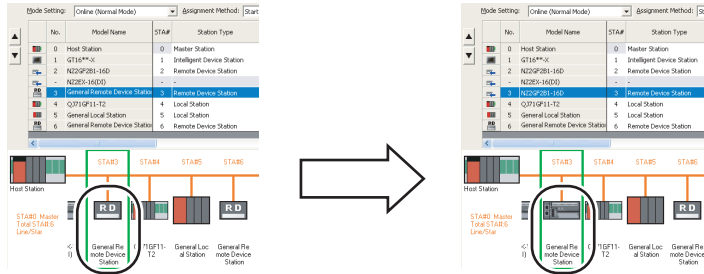 Mode Setting: Online (Normal Mode) Assignment Method: Start
No. Model Name STA# Station Type
0 Host Station 0 Master Station
1 GT16**-X 1 Intelligent Device Station
2 NZ2GF2B1-16D 2 Remote Device Station
- NZ2EX-16(DI) - -
3 General Remote Device Station 3 Remote Device Station
4 QJ71GF11-T2 4 Local Station
5 General Local Station 5 Local Station
6 General Remote Device Station 6 Remote Device Station
STA#3 STA#4 STA#5 STA#6
Host Station
STA#0 Master
Total STA#:6
Line/Star
RD RD
General Re
mote Device
Station
71GF11-
T2
General Loc
al Station
General Re
mote Device
Station
Mode Setting: Online (Normal Mode) Assignment Method: St
No. Model Name STA# Station Type
0 Host Station 0 Master Station
1 GT16**-X 1 Intelligent Device Station
2 NZ2GF2B1-16D 2 Remote Device Station
- NZ2EX-16(DI) - -
3 NZ2GF2B1-16D 3 Remote Device Station
4 QJ71GF11-T2 4 Local Station
5 General Local Station 5 Local Station
6 General Remote Device Station 6 Remote Device Station
STA#3 STA#4 STA#5 STA#6
Host Station
STA#0 Master
Total STA#:6
Line/Star
RD
General Re
mote Device
Station
71GF11-
T2
General Loc
al Station
General Re
mote Device
Station